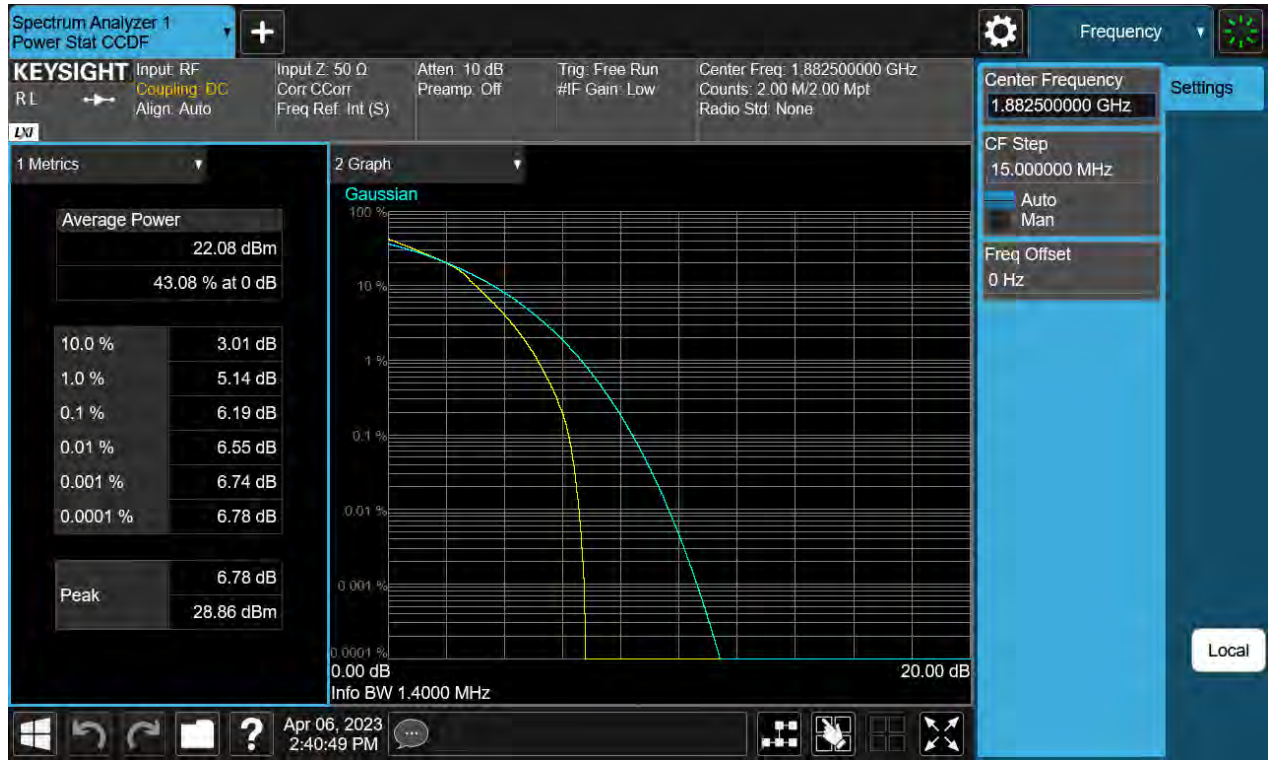 Spectrum Analyzer 1
Power Stat CCDF
+
Frequency
KEYSIGHT
RL
LXI
Input: RF
Coupling: DC
Align: Auto
Input Z: 50 Ω
Corr CCorr
Freq Ref: Int (S)
Atten: 10 dB
Preamp: Off
Trig: Free Run
#IF Gain: Low
Center Freq: 1.882500000 GHz
Counts: 2.00 M/2.00 Mpt
Radio Std: None
Center Frequency
1.882500000 GHz
Settings
CF Step
15.000000 MHz
Auto
Man
Freq Offset
0 Hz
1 Metrics
Average Power
22.08 dBm
43.08 % at 0 dB
10.0 % 3.01 dB
1.0 % 5.14 dB
0.1 % 6.19 dB
0.01 % 6.55 dB
0.001 % 6.74 dB
0.0001 % 6.78 dB
Peak
6.78 dB
28.86 dBm
2 Graph
Gaussian
100 %
10 %
1 %
0.1 %
0.01 %
0.001 %
0.0001 %
0.00 dB 20.00 dB
Info BW 1.4000 MHz
Local
?
Apr 06, 2023
2:40:49 PM